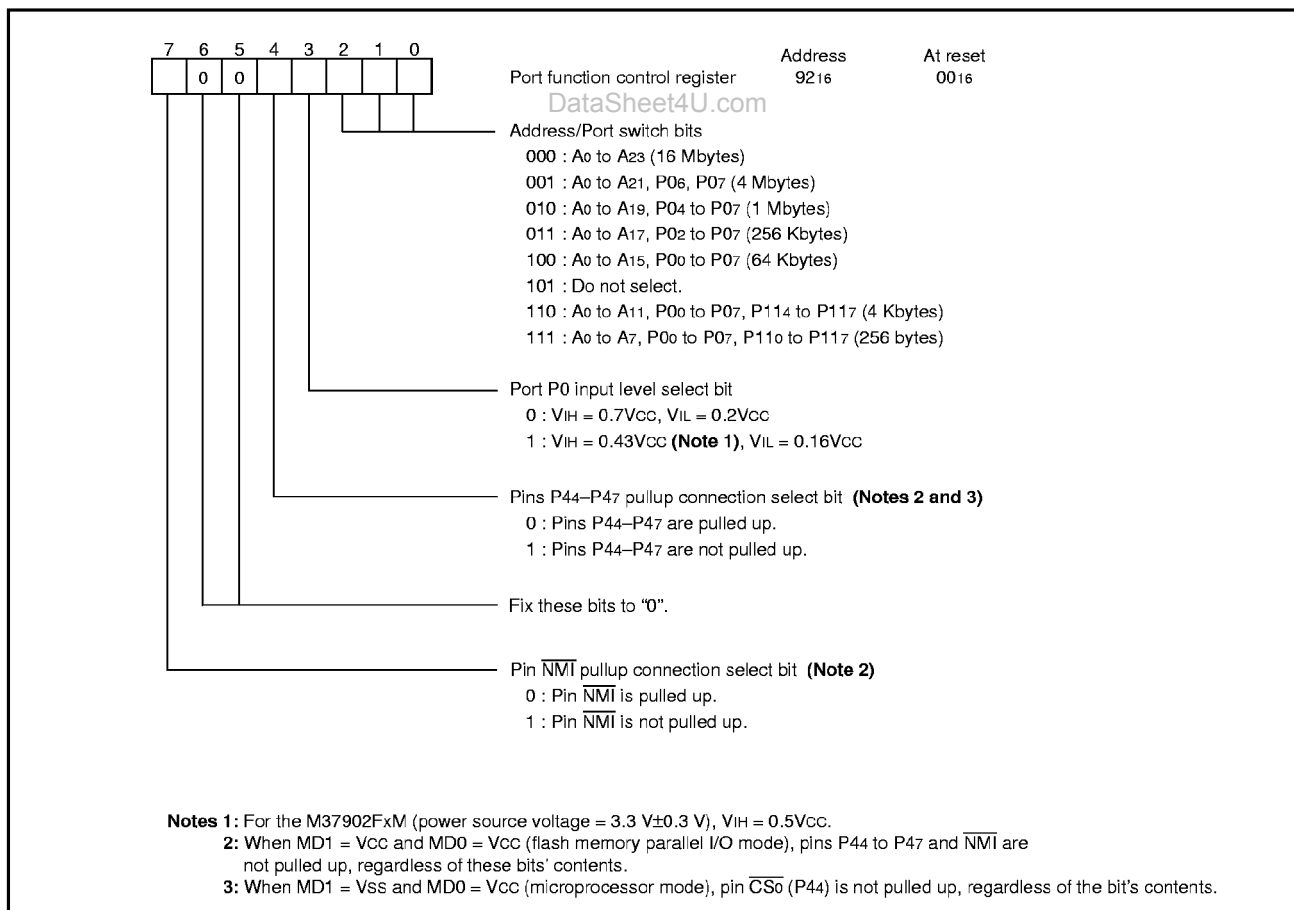 7 6 5 4 3 2 1 0
Address At reset
0 0
Port function control register 9216 0016
DataSheet4U.com
Address/Port switch bits
000 : A0 to A23 (16 Mbytes)
001 : A0 to A21, P06, P07 (4 Mbytes)
010 : A0 to A19, P04 to P07 (1 Mbytes)
011 : A0 to A17, P02 to P07 (256 Kbytes)
100 : A0 to A15, P00 to P07 (64 Kbytes)
101 : Do not select.
110 : A0 to A11, P00 to P07, P114 to P117 (4 Kbytes)
111 : A0 to A7, P00 to P07, P110 to P117 (256 bytes)
Port P0 input level select bit
0 : VIH = 0.7VCC, VIL = 0.2VCC
1 : VIH = 0.43VCC (Note 1), VIL = 0.16VCC
Pins P44–P47 pullup connection select bit (Notes 2 and 3)
0 : Pins P44–P47 are pulled up.
1 : Pins P44–P47 are not pulled up.
Fix these bits to “0”.
Pin NMI pullup connection select bit (Note 2)
0 : Pin NMI is pulled up.
1 : Pin NMI is not pulled up.
Notes 1: For the M37902FxM (power source voltage = 3.3 V±0.3 V), VIH = 0.5VCC.
2: When MD1 = VCC and MD0 = VCC (flash memory parallel I/O mode), pins P44 to P47 and NMI are
not pulled up, regardless of these bits’ contents.
3: When MD1 = VSS and MD0 = VCC (microprocessor mode), pin CS0 (P44) is not pulled up, regardless of the bit’s contents.